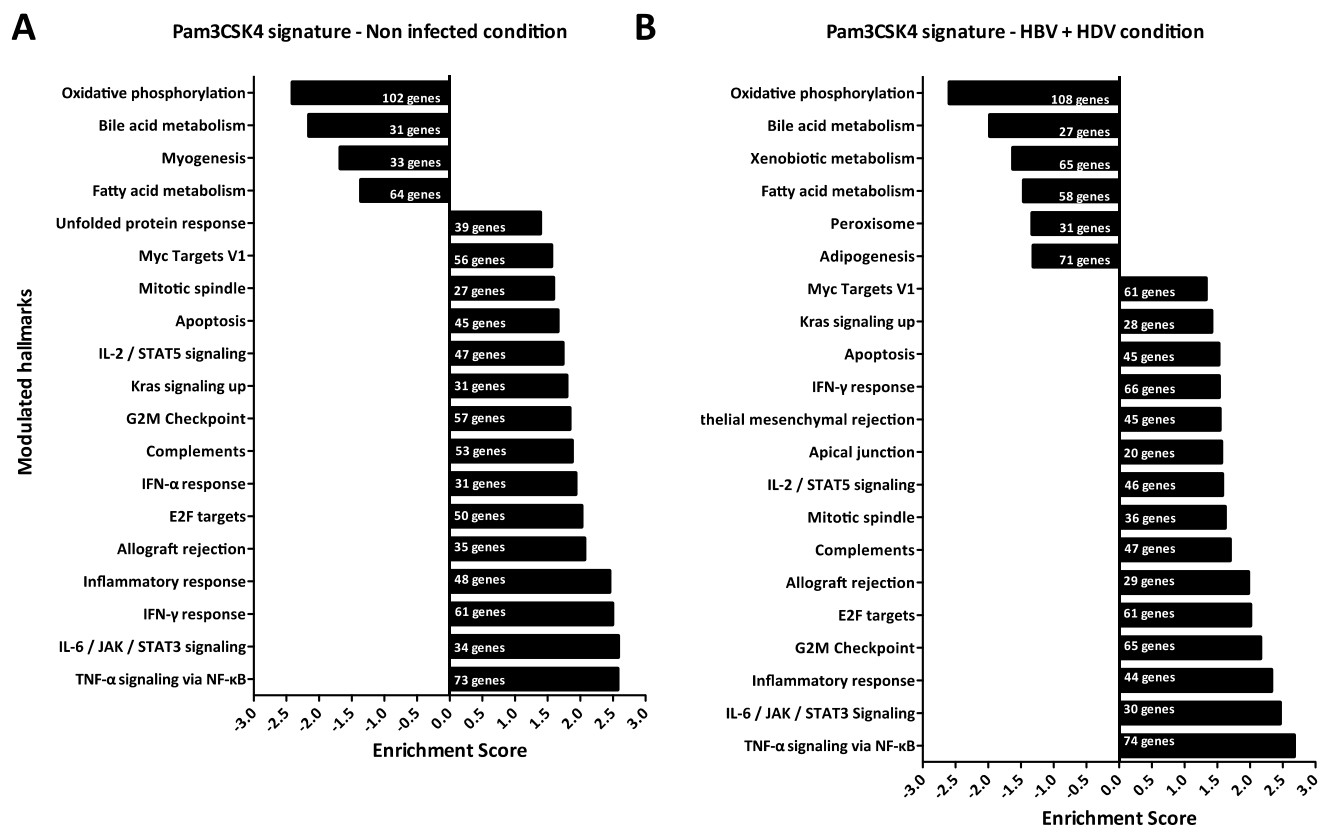 A
Pam3CSK4 signature - Non infected condition
Modulated hallmarks
Oxidative phosphorylation 102 genes
Bile acid metabolism 31 genes
Myogenesis 33 genes
Fatty acid metabolism 64 genes
Unfolded protein response 39 genes
Myc Targets V1 56 genes
Mitotic spindle 27 genes
Apoptosis 45 genes
IL-2 / STAT5 signaling 47 genes
Kras signaling up 31 genes
G2M Checkpoint 57 genes
Complements 53 genes
IFN-α response 31 genes
E2F targets 50 genes
Allograft rejection 35 genes
Inflammatory response 48 genes
IFN-γ response 61 genes
IL-6 / JAK / STAT3 signaling 34 genes
TNF-α signaling via NF-κB 73 genes
-3.0 -2.5 -2.0 -1.5 -1.0 -0.5 0.0 0.5 1.0 1.5 2.0 2.5 3.0
Enrichment Score
B
Pam3CSK4 signature - HBV + HDV condition
Oxidative phosphorylation 108 genes
Bile acid metabolism 27 genes
Xenobiotic metabolism 65 genes
Fatty acid metabolism 58 genes
Peroxisome 31 genes
Adipogenesis 71 genes
Myc Targets V1 61 genes
Kras signaling up 28 genes
Apoptosis 45 genes
IFN-γ response 66 genes
thelial mesenchymal rejection 45 genes
Apical junction 20 genes
IL-2 / STAT5 signaling 46 genes
Mitotic spindle 36 genes
Complements 47 genes
Allograft rejection 29 genes
E2F targets 61 genes
G2M Checkpoint 65 genes
Inflammatory response 44 genes
IL-6 / JAK / STAT3 Signaling 30 genes
TNF-α signaling via NF-κB 74 genes
-3.0 -2.5 -2.0 -1.5 -1.0 -0.5 0.0 0.5 1.0 1.5 2.0 2.5 3.0
Enrichment Score